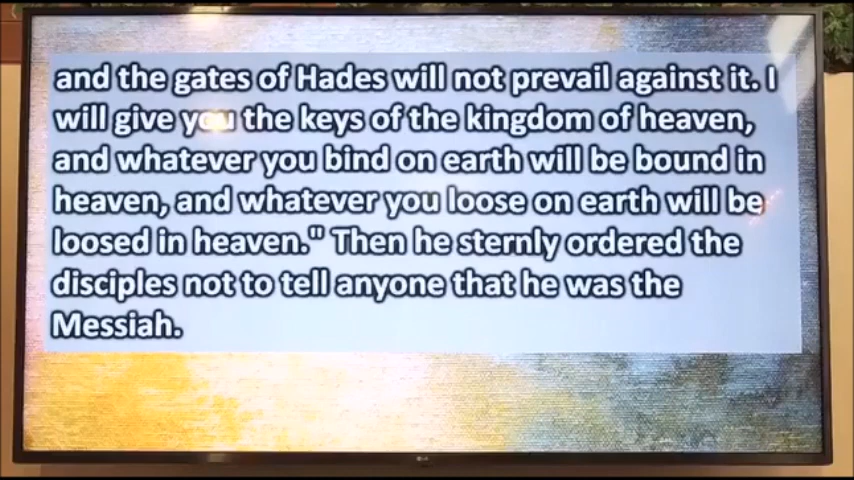 and the gates of Hades will not prevail against it. I
will give you the keys of the kingdom of heaven,
and whatever you bind on earth will be bound in
heaven, and whatever you loose on earth will be
loosed in heaven." Then he sternly ordered the
disciples not to tell anyone that he was the
Messiah.
LG